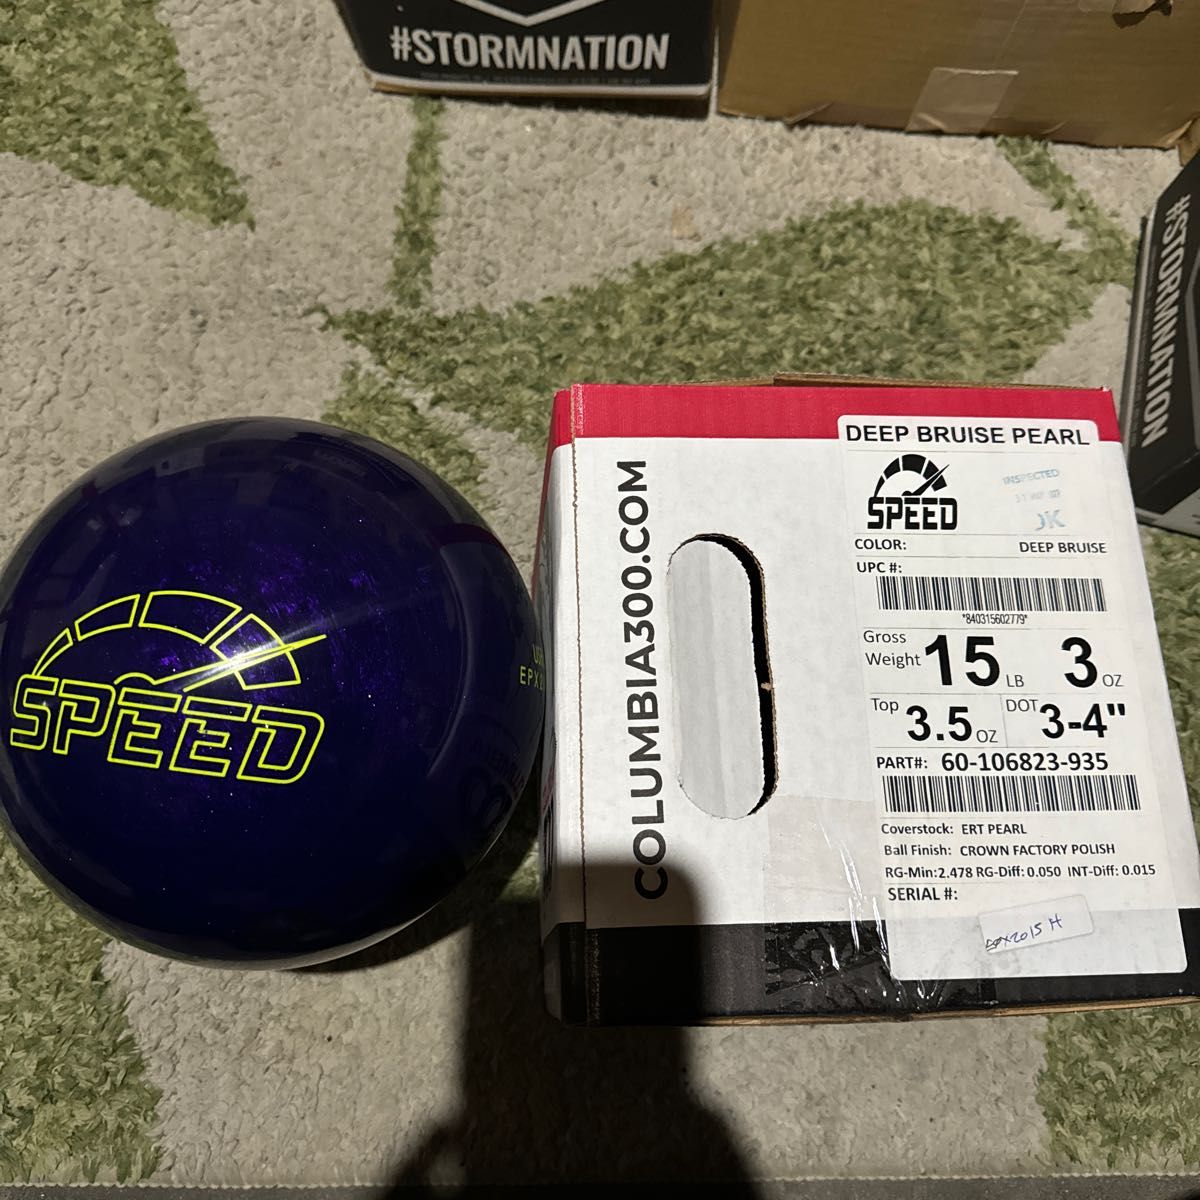 #STORMNATION
#STORMNATION
SPEED
COLUMBIA300.COM
DEEP BRUISE PEARL
SPEED
INSPECTED
OK
COLOR: DEEP BRUISE
UPC #:
*840315602779*
Gross Weight 15 LB 3 OZ
Top 3.5 OZ DOT 3-4"
PART#: 60-106823-935
Coverstock: ERT PEARL
Ball Finish: CROWN FACTORY POLISH
RG-Min:2.478 RG-Diff: 0.050 INT-Diff: 0.015
SERIAL #: